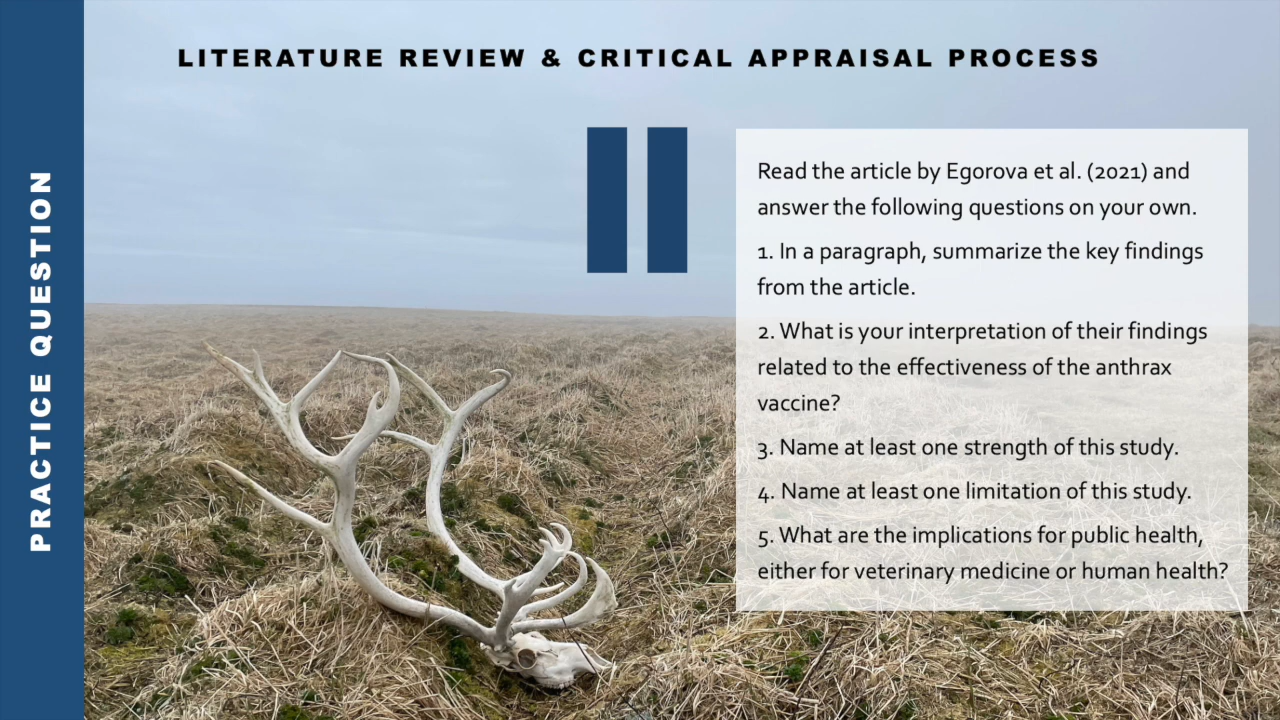 LITERATURE REVIEW & CRITICAL APPRAISAL PROCESS
PRACTICE QUESTION
Read the article by Egorova et al. (2021) and
answer the following questions on your own.
1. In a paragraph, summarize the key findings
from the article.
2. What is your interpretation of their findings
related to the effectiveness of the anthrax
vaccine?
3. Name at least one strength of this study.
4. Name at least one limitation of this study.
5. What are the implications for public health,
either for veterinary medicine or human health?